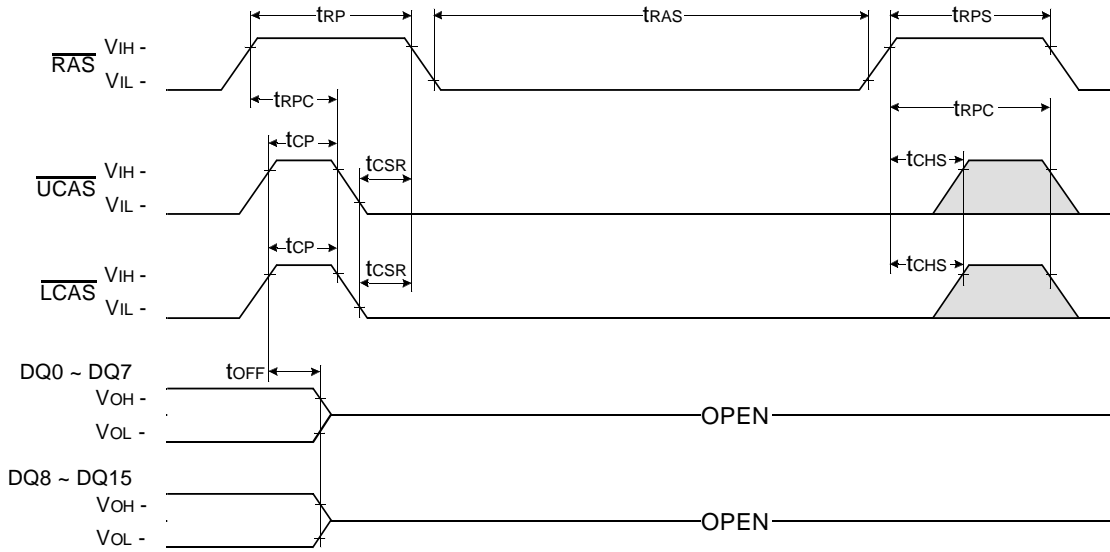 tRP tRAS tRPS
RAS VIH -
VIL -
tRPC tRPC
tCP tCSR tCHS
UCAS VIH -
VIL -
tCP tCSR tCHS
LCAS VIH -
VIL -
DQ0 ~ DQ7 tOFF
VOH -
OPEN
VOL -
DQ8 ~ DQ15
VOH -
OPEN
VOL -